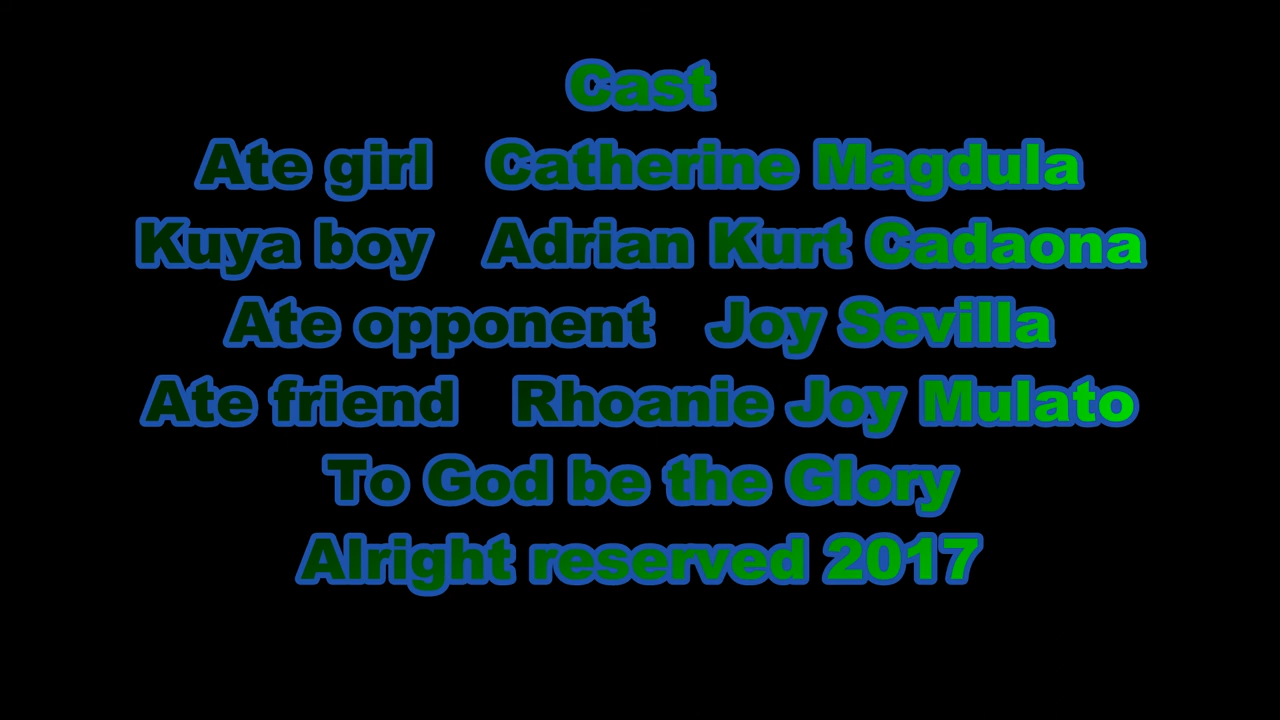 Cast
Ate girl Catherine Magdula
Kuya boy Adrian Kurt Cadaona
Ate opponent Joy Sevilla
Ate friend Rhoanie Joy Mulato
To God be the Glory
Alright reserved 2017